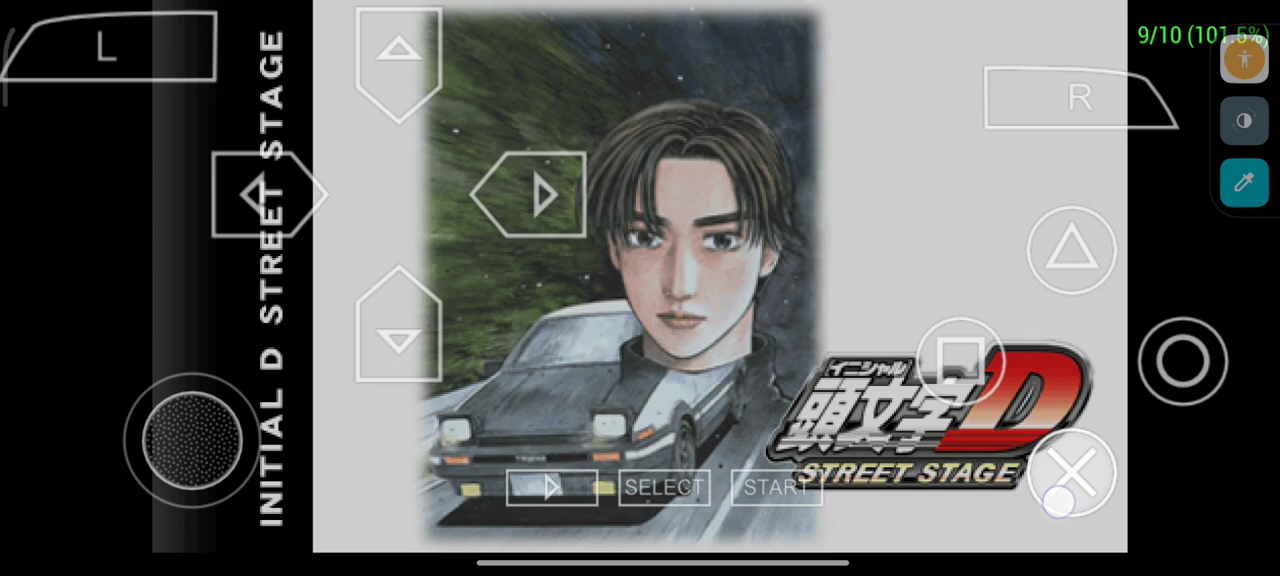 L
INITIAL D STREET STAGE
9/10 (101.5%)
R
イニシャル
頭文字D
STREET STAGE
SELECT
START